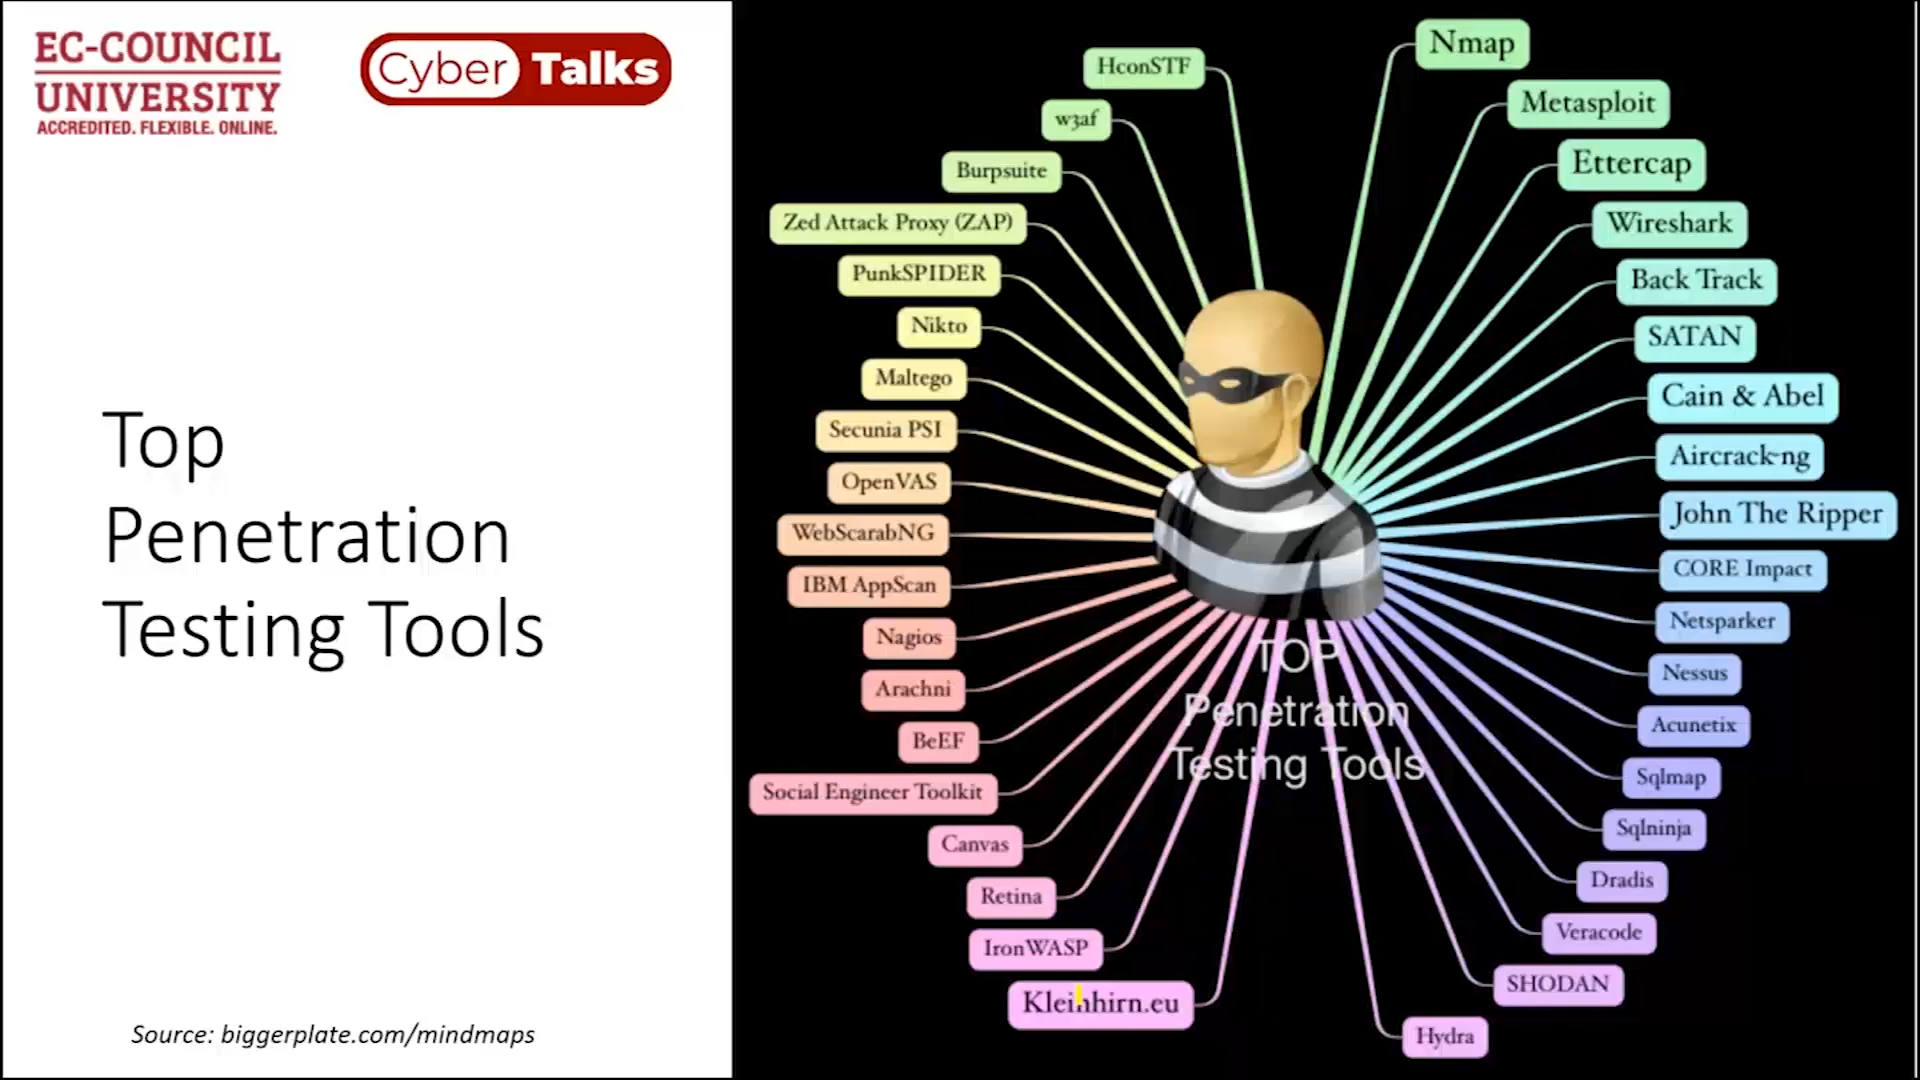 EC-COUNCIL
UNIVERSITY
ACCREDITED. FLEXIBLE. ONLINE.
Cyber Talks
Top
Penetration
Testing Tools
Source: biggerplate.com/mindmaps
HconSTF
w3af
Burpsuite
Zed Attack Proxy (ZAP)
PunkSPIDER
Nikto
Maltego
Secunia PSI
OpenVAS
WebScarabNG
IBM AppScan
Nagios
Arachni
BeEF
Social Engineer Toolkit
Canvas
Retina
IronWASP
Kleinhirn.eu
TOP
Penetration
Testing Tools
Nmap
Metasploit
Ettercap
Wireshark
Back Track
SATAN
Cain & Abel
Aircrack-ng
John The Ripper
CORE Impact
Netsparker
Nessus
Acunetix
Sqlmap
Sqlninja
Dradis
Veracode
SHODAN
Hydra